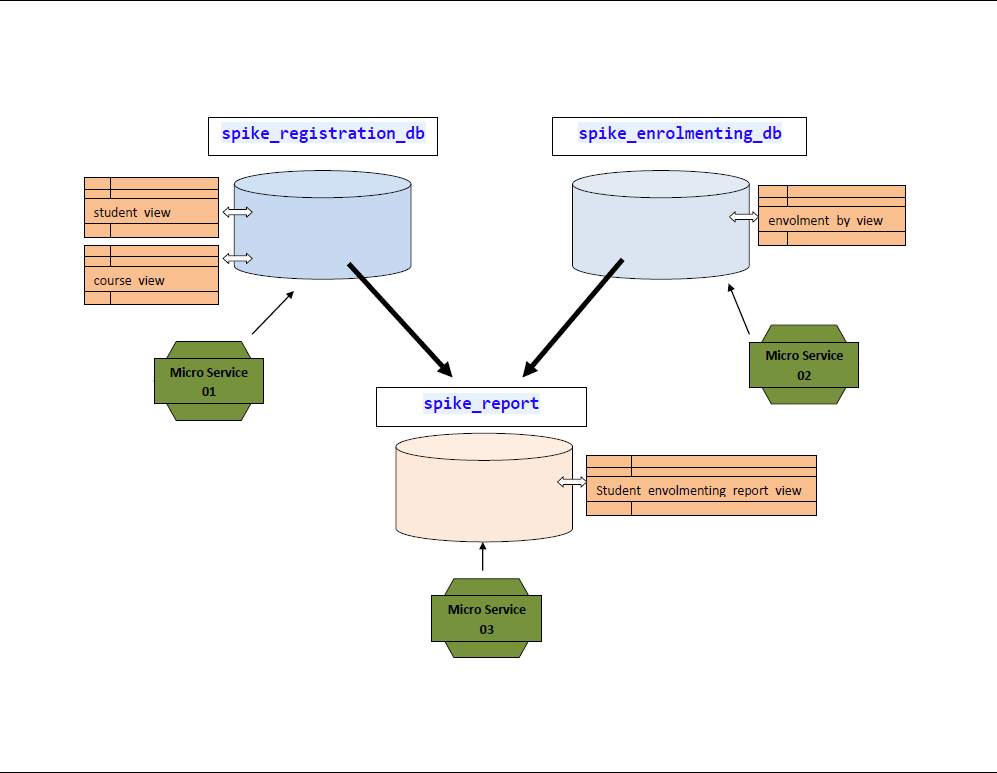 spike_registration_db
spike_enrolmenting_db
student view
envolment by view
course view
Micro Service
01
Micro Service
02
spike_report
Student envolmenting report view
Micro Service
03